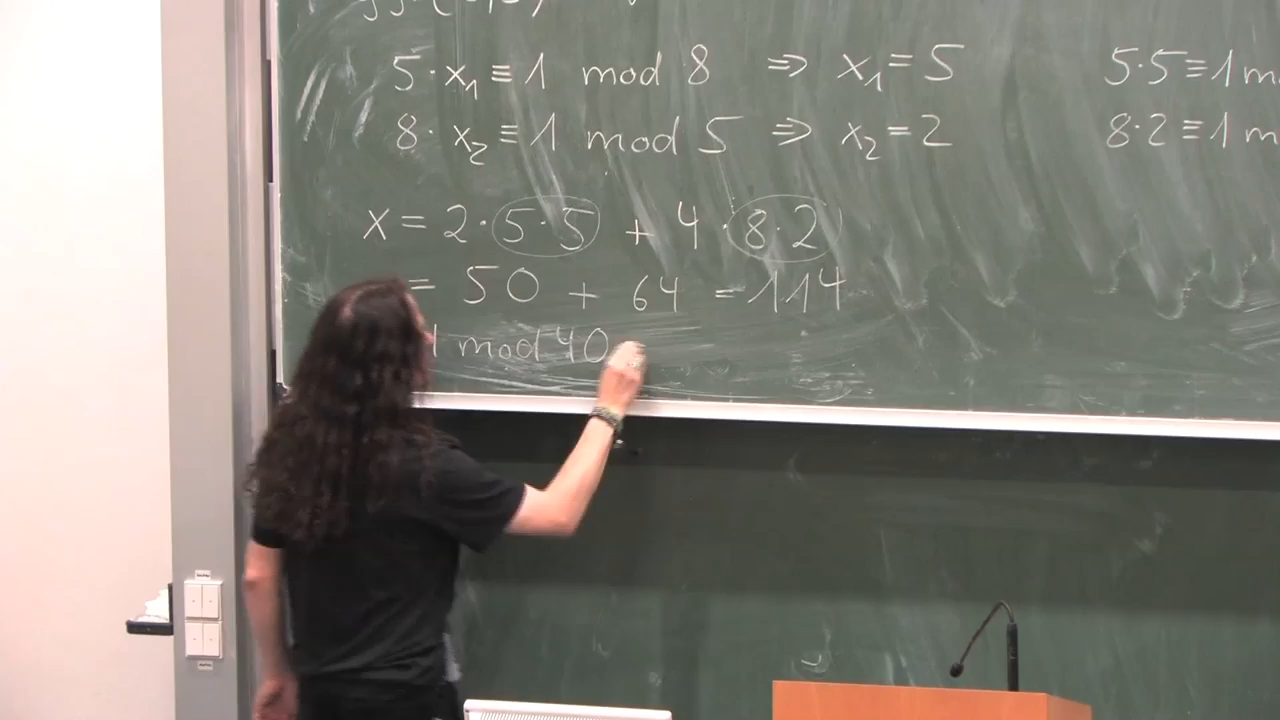 5·x₁ ≡ 1 mod 8 ⇒ x₁ = 5 5·5 ≡ 1 m
8·x₂ ≡ 1 mod 5 ⇒ x₂ = 2 8·2 ≡ 1 m
x = 2·5·5 + 4·8·2
= 50 + 64 = 114
mod 40